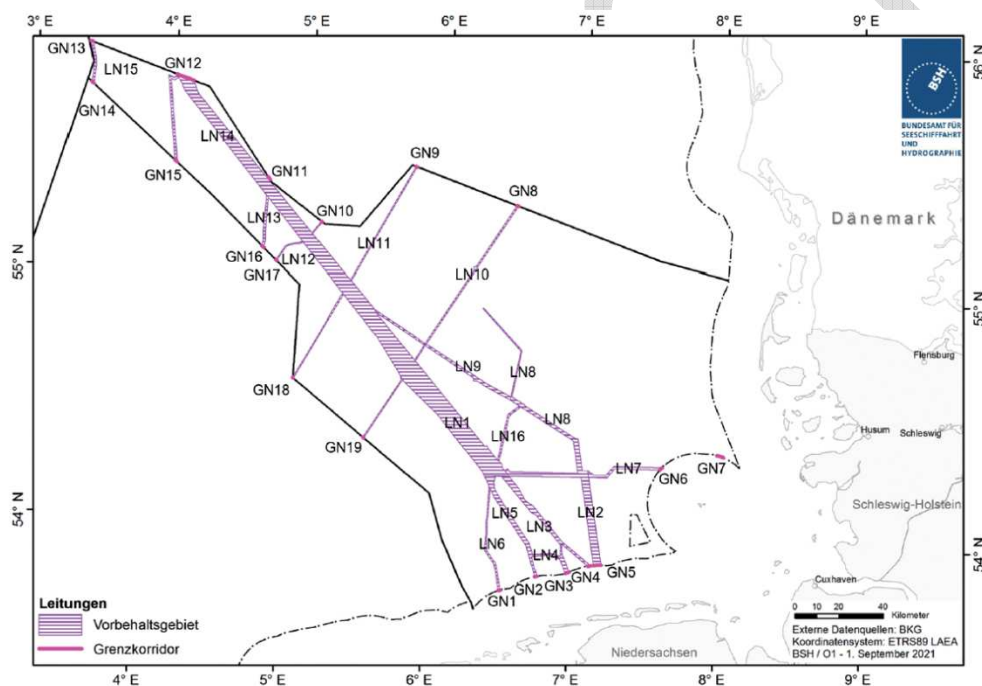 3° E
4° E
5° E
6° E
7° E
8° E
9° E
GN13
LN15
GN12
56° N
GN14
BSH
BUNDESAMT FÜR
SEESCHIFFFAHRT
UND
HYDROGRAPHIE
LN14
GN9
GN15
GN11
GN8
GN10
LN13
Dänemark
LN11
GN16
GN17
LN12
55° N
LN10
55° N
LN9
LN8
Flensburg
GN18
LN1
LN8
GN19
LN16
Husum
Schleswig
LN7
GN6
GN7
54° N
LN5
LN3
LN2
Schleswig-Holstein
LN6
LN4
54° N
GN4
GN5
GN3
GN2
GN1
Cuxhaven
Leitungen
Vorbehaltsgebiet
Grenzkorridor
0 10 20 40
Kilometer
Externe Datenquellen: BKG
Koordinatensystem: ETRS89 LAEA
BSH / O1 - 1. September 2021
Niedersachsen
4° E
5° E
6° E
7° E
8° E
9° E